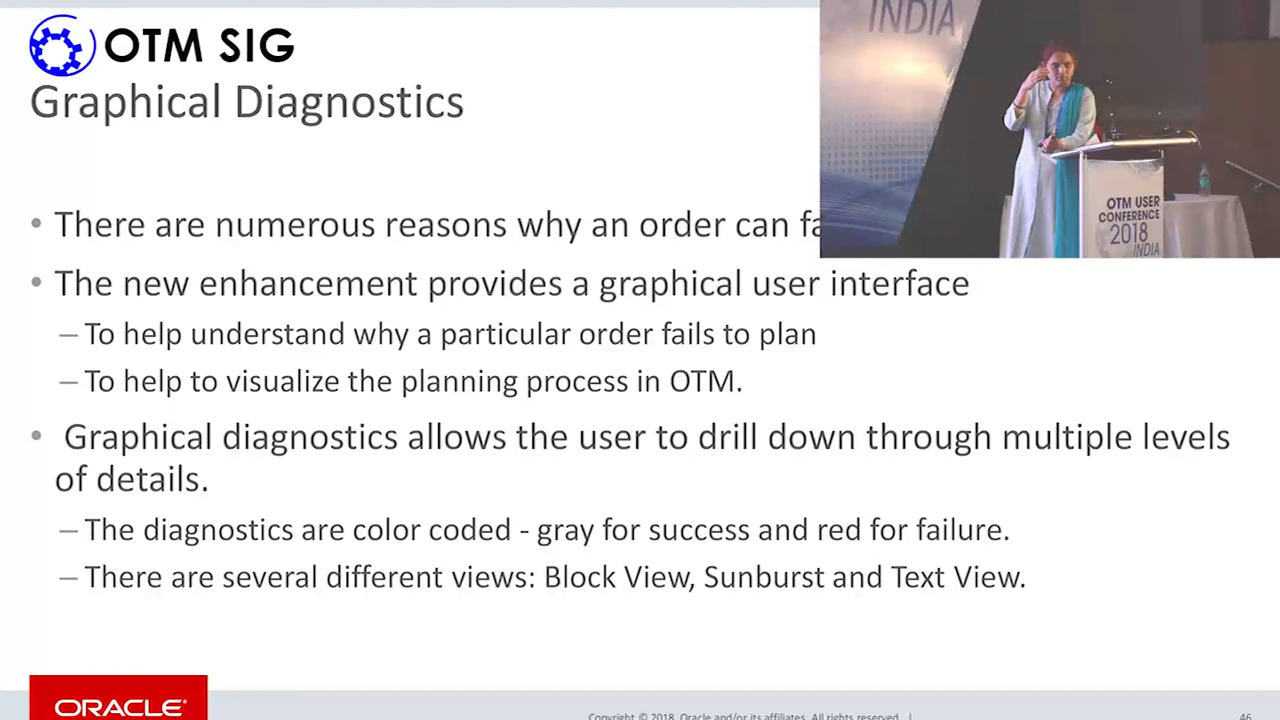 OTM SIG
Graphical Diagnostics
INDIA
OTM USER
CONFERENCE
2018
INDIA
• There are numerous reasons why an order can
• The new enhancement provides a graphical user interface
– To help understand why a particular order fails to plan
– To help to visualize the planning process in OTM.
• Graphical diagnostics allows the user to drill down through multiple levels
of details.
– The diagnostics are color coded - gray for success and red for failure.
– There are several different views: Block View, Sunburst and Text View.
ORACLE®
Copyright © 2018, Oracle and/or its affiliates. All rights reserved. |
46